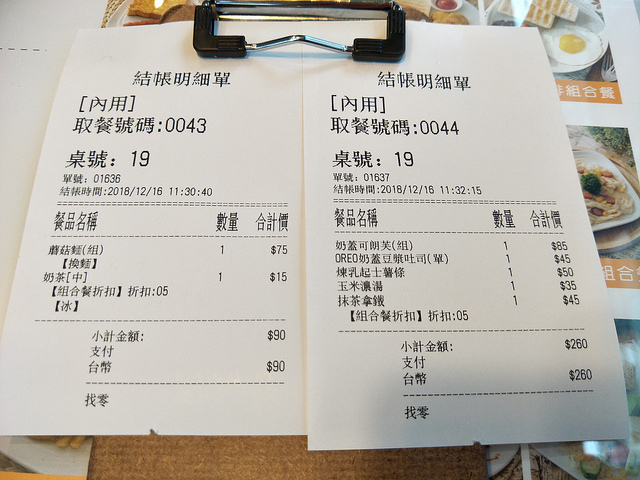 結帳明細單
[內用]
取餐號碼:0043
桌號: 19
單號: 01636
結帳時間:2018/12/16 11:30:40
餐品名稱 數量 合計價
蘑菇麵(組) 1 $75
【換麵】
奶茶[中] 1 $15
【組合餐折扣】折扣:05
【冰】
小計金額: $90
支付
台幣 $90
找零
結帳明細單
[內用]
取餐號碼:0044
桌號: 19
單號: 01637
結帳時間:2018/12/16 11:32:15
餐品名稱 數量 合計價
奶蓋可朗芙(組) 1 $85
OREO奶蓋豆漿吐司(單) 1 $45
煉乳起士薯條 1 $50
玉米濃湯 1 $35
抹茶拿鐵 1 $45
【組合餐折扣】折扣:05
小計金額: $260
支付
台幣 $260
找零
組合餐
組合